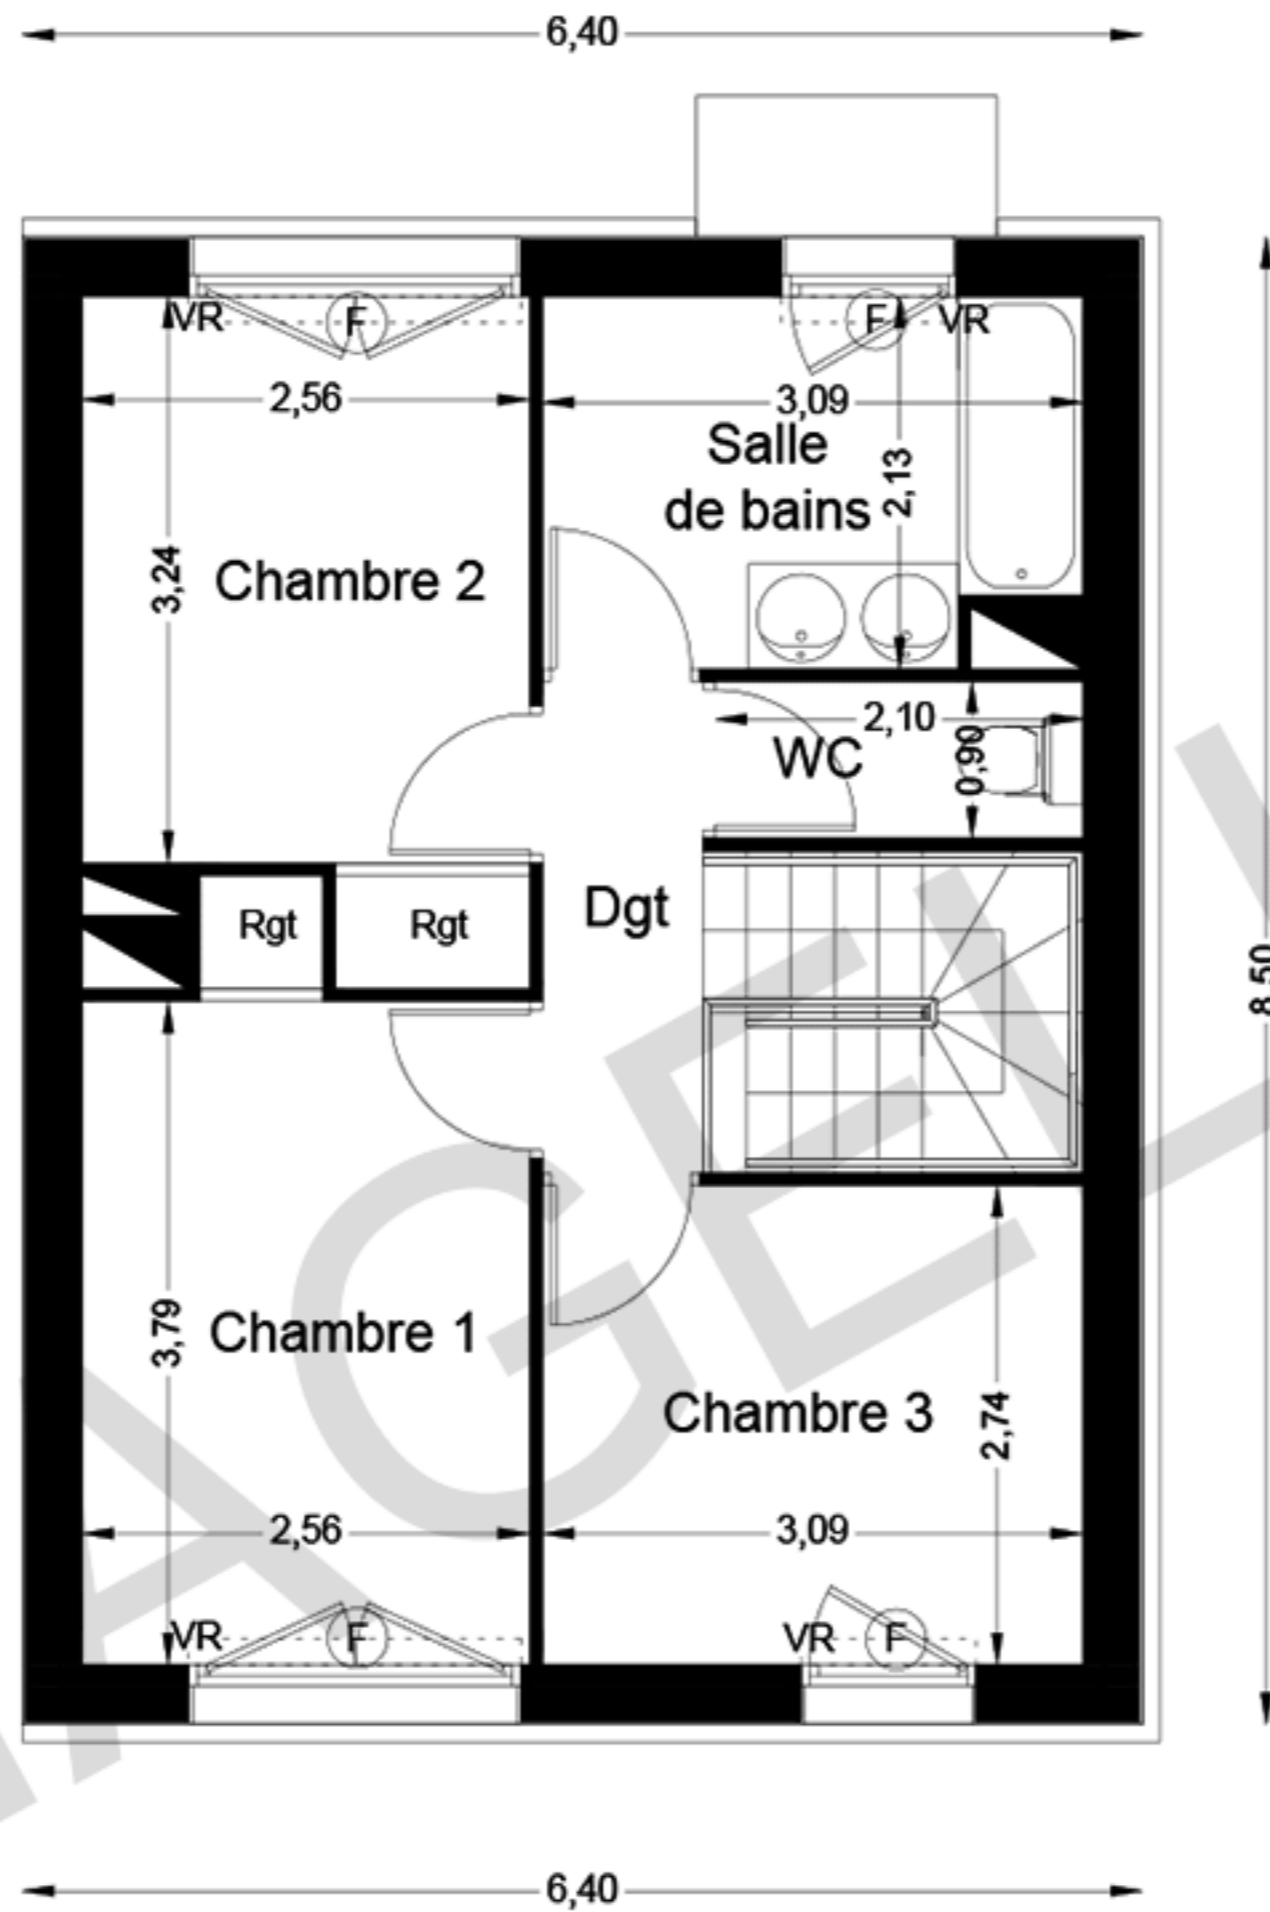 6,40
VR
F
F
VR
2,56
3,09
Salle
de bains
2,13
3,24
Chambre 2
2,10
WC
0,90
Rgt
Rgt
Dgt
8,50
3,79
Chambre 1
Chambre 3
2,74
2,56
3,09
VR
F
VR
F
6,40